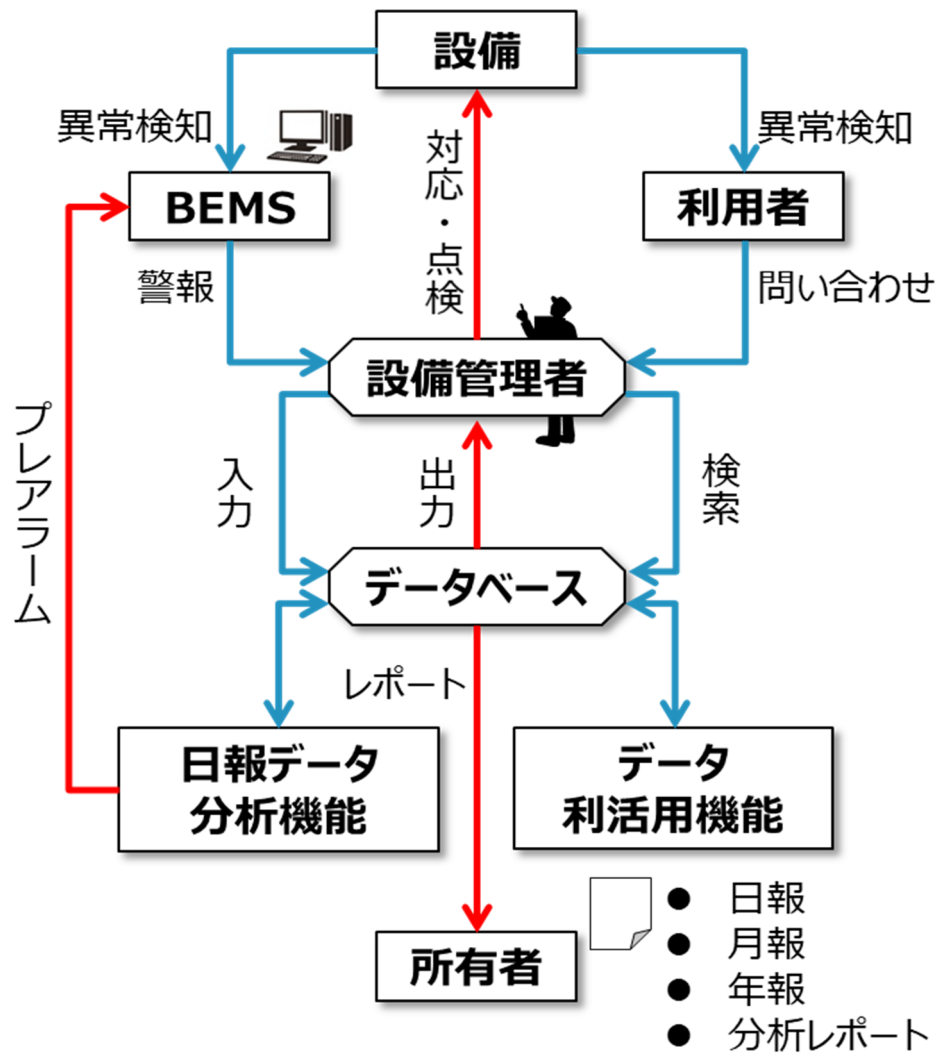 設備
異常検知
異常検知
対応・点検
BEMS
利用者
警報
問い合わせ
設備管理者
プレアラーム
入力
出力
検索
データベース
レポート
日報データ
分析機能
データ
利活用機能
所有者
● 日報
● 月報
● 年報
● 分析レポート